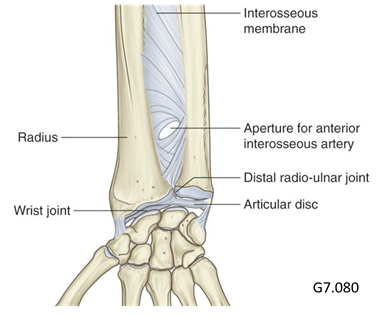 Interosseous
membrane
Radius
Aperture for anterior
interosseous artery
Distal radio-ulnar joint
Wrist joint
Articular disc
G7.080